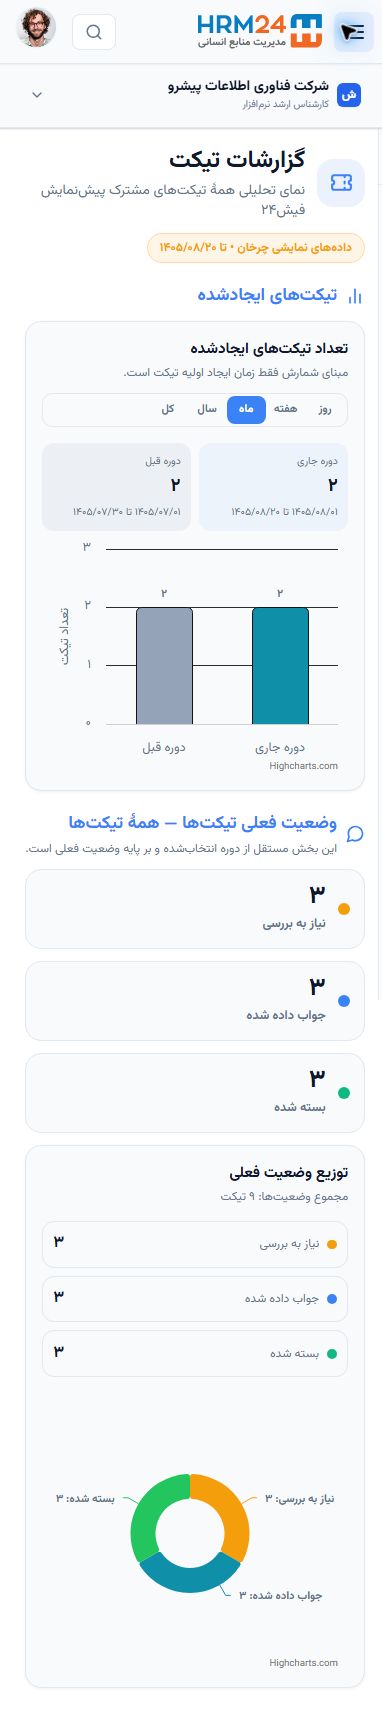 HRM24
مدیریت منابع انسانی
ش
شرکت فناوری اطلاعات پیشرو
کارشناس ارشد نرم‌افزار
گزارشات تیکت
نمای تحلیلی همهٔ تیکت‌های مشترک پیش‌نمایش
فیش۲۴
داده‌های نمایشی چرخان • تا ۱۴۰۵/۰۸/۲۰
تیکت‌های ایجادشده
تعداد تیکت‌های ایجادشده
مبنای شمارش فقط زمان ایجاد اولیه تیکت است.
روز هفته ماه سال کل
دوره جاری
۲
۱۴۰۵/۰۸/۰۱ تا ۱۴۰۵/۰۸/۲۰
دوره قبل
۲
۱۴۰۵/۰۷/۰۱ تا ۱۴۰۵/۰۷/۳۰
تعداد تیکت
۳
۲
۱
۰
۲
۲
دوره جاری
دوره قبل
Highcharts.com
وضعیت فعلی تیکت‌ها — همهٔ تیکت‌ها
این بخش مستقل از دوره انتخاب‌شده و بر پایه وضعیت فعلی است.
۳
نیاز به بررسی
۳
جواب داده شده
۳
بسته شده
توزیع وضعیت فعلی
مجموع وضعیت‌ها: ۹ تیکت
نیاز به بررسی ۳
جواب داده شده ۳
بسته شده ۳
نیاز به بررسی: ۳
بسته شده: ۳
جواب داده شده: ۳
Highcharts.com